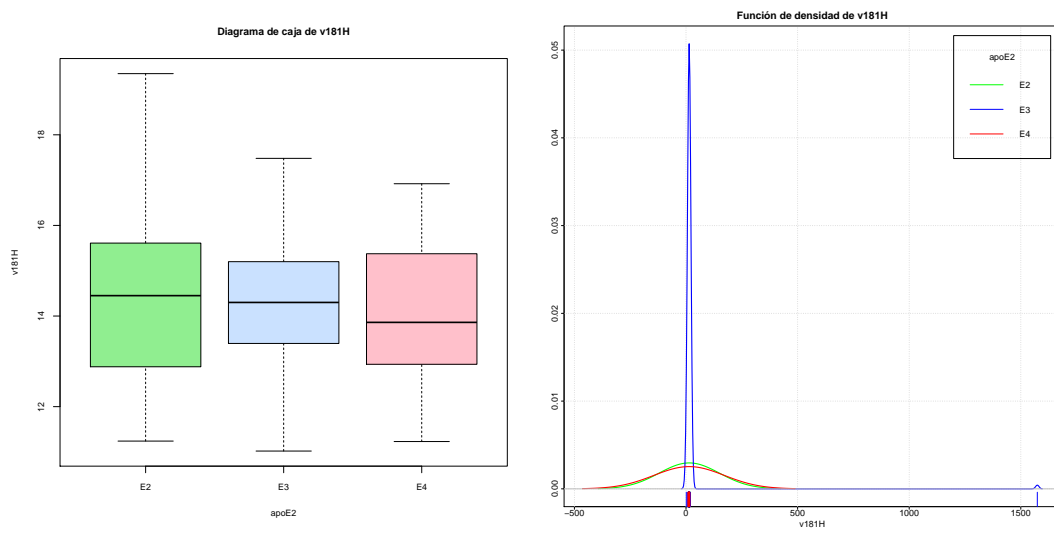 Diagrama de caja de v181H
v181H
18
16
14
12
E2 E3 E4
apoE2
Función de densidad de v181H
0.05
0.04
0.03
0.02
0.01
0.00
−500 0 500 1000 1500
v181H
apoE2
E2
E3
E4